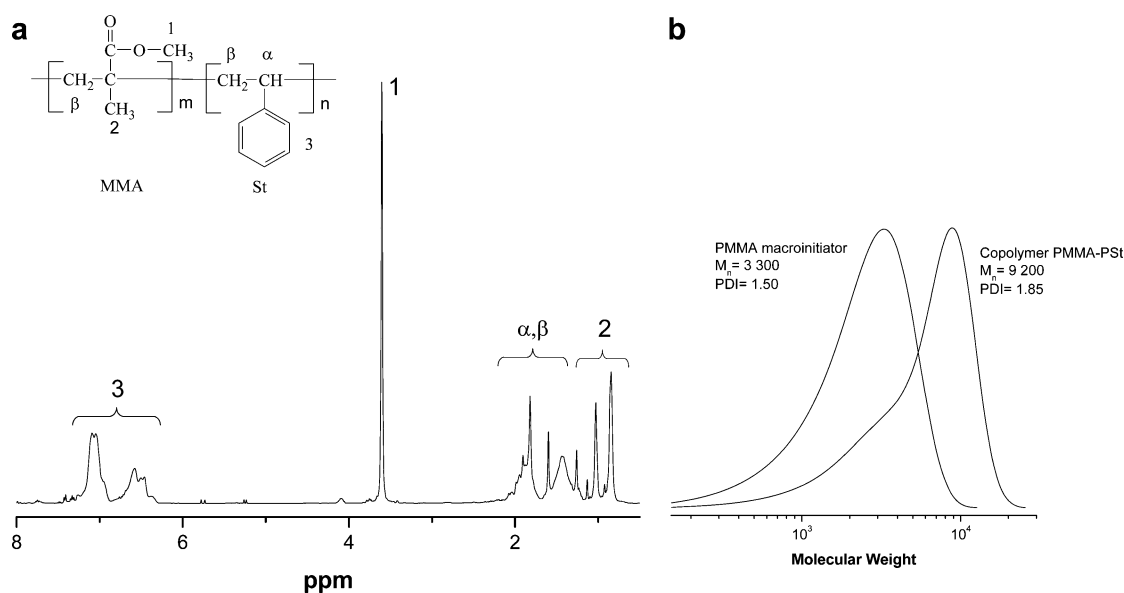 a
O
1
C—O—CH₃
β
α
CH₂—C
CH₂—CH
β
CH₃
m
n
2
3
MMA
St
1
α,β
2
3
8
6
4
2
ppm
b
PMMA macroinitiator
Mₙ= 3 300
PDI= 1.50
Copolymer PMMA-PSt
Mₙ= 9 200
PDI= 1.85
10³
10⁴
Molecular Weight